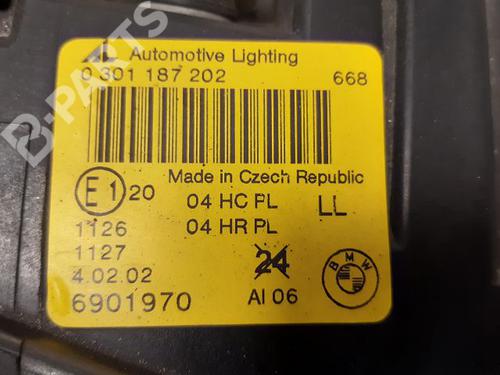 AL Automotive Lighting
0 301 187 202 668
Made in Czech Republic
E1 20 04 HC PL LL
1126 04 HR PL
1127 24
4.02.02 BMW
6901970 AI 06
B-PARTS